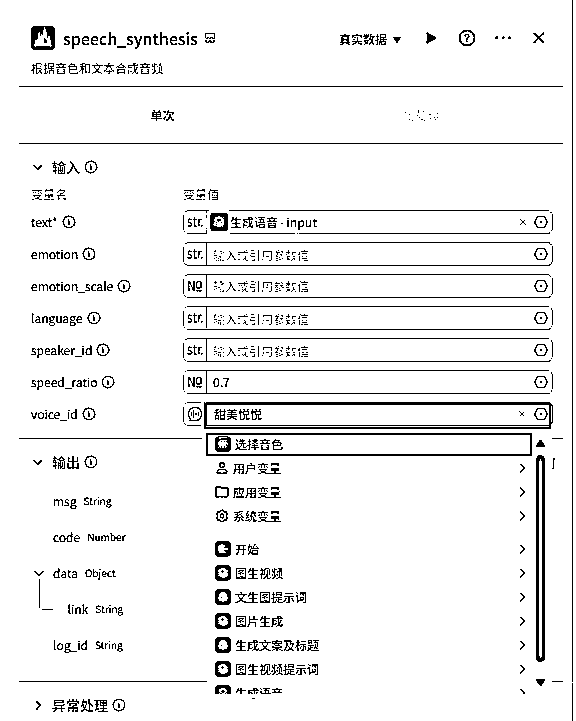 speech_synthesis
真实数据
根据音色和文本合成音频
单次
输入
变量名 变量值
text* str. 生成语音 - input
emotion str. 输入或引用参数值
emotion_scale No 输入或引用参数值
language str. 输入或引用参数值
speaker_id str. 输入或引用参数值
speed_ratio No 0.7
voice_id 甜美悦悦
选择音色
用户变量
应用变量
系统变量
开始
图生视频
文生图提示词
图片生成
生成文案及标题
图生视频提示词
生成语音
输出
msg String
code Number
data Object
link String
log_id String
异常处理